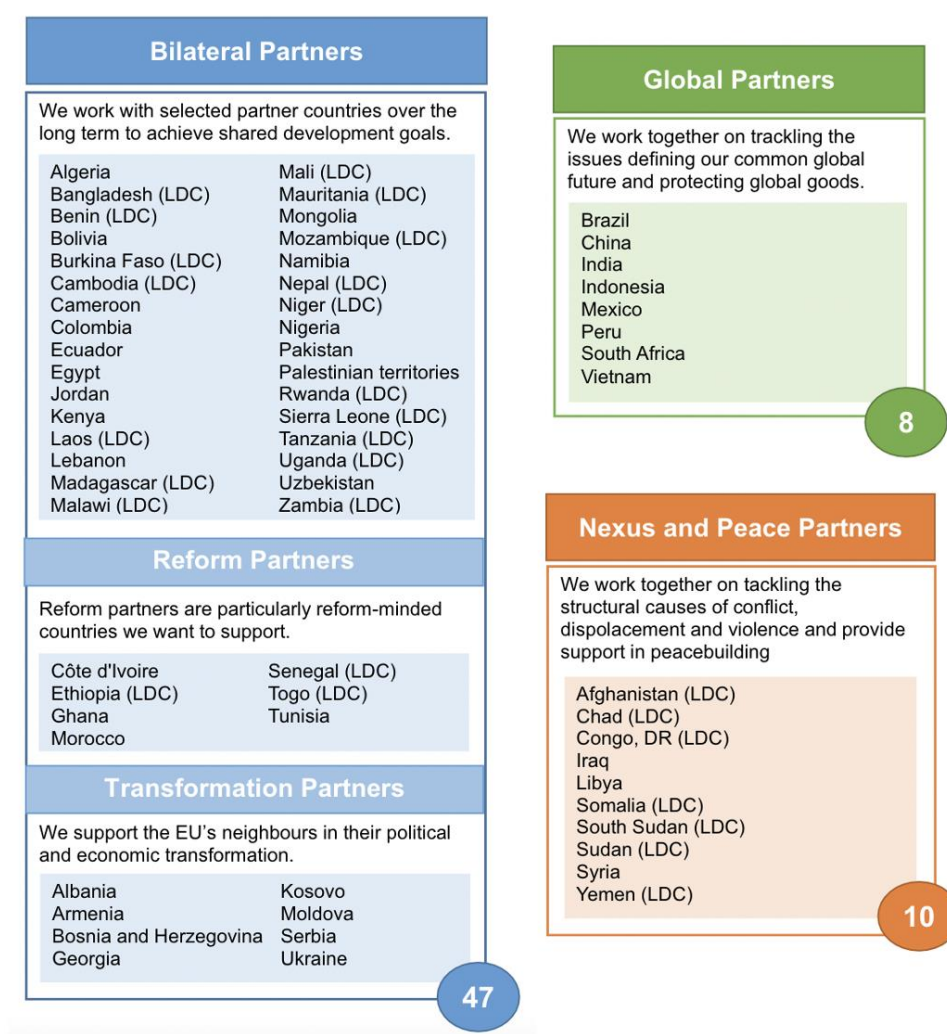 Bilateral Partners
We work with selected partner countries over the
long term to achieve shared development goals.
Algeria
Bangladesh (LDC)
Benin (LDC)
Bolivia
Burkina Faso (LDC)
Cambodia (LDC)
Cameroon
Colombia
Ecuador
Egypt
Jordan
Kenya
Laos (LDC)
Lebanon
Madagascar (LDC)
Malawi (LDC)
Mali (LDC)
Mauritania (LDC)
Mongolia
Mozambique (LDC)
Namibia
Nepal (LDC)
Niger (LDC)
Nigeria
Pakistan
Palestinian territories
Rwanda (LDC)
Sierra Leone (LDC)
Tanzania (LDC)
Uganda (LDC)
Uzbekistan
Zambia (LDC)
Reform Partners
Reform partners are particularly reform-minded
countries we want to support.
Côte d'Ivoire
Ethiopia (LDC)
Ghana
Morocco
Senegal (LDC)
Togo (LDC)
Tunisia
Transformation Partners
We support the EU's neighbours in their political
and economic transformation.
Albania
Armenia
Bosnia and Herzegovina
Georgia
Kosovo
Moldova
Serbia
Ukraine
47
Global Partners
We work together on trackling the
issues defining our common global
future and protecting global goods.
Brazil
China
India
Indonesia
Mexico
Peru
South Africa
Vietnam
8
Nexus and Peace Partners
We work together on tackling the
structural causes of conflict,
dispolacement and violence and provide
support in peacebuilding
Afghanistan (LDC)
Chad (LDC)
Congo, DR (LDC)
Iraq
Libya
Somalia (LDC)
South Sudan (LDC)
Sudan (LDC)
Syria
Yemen (LDC)
10